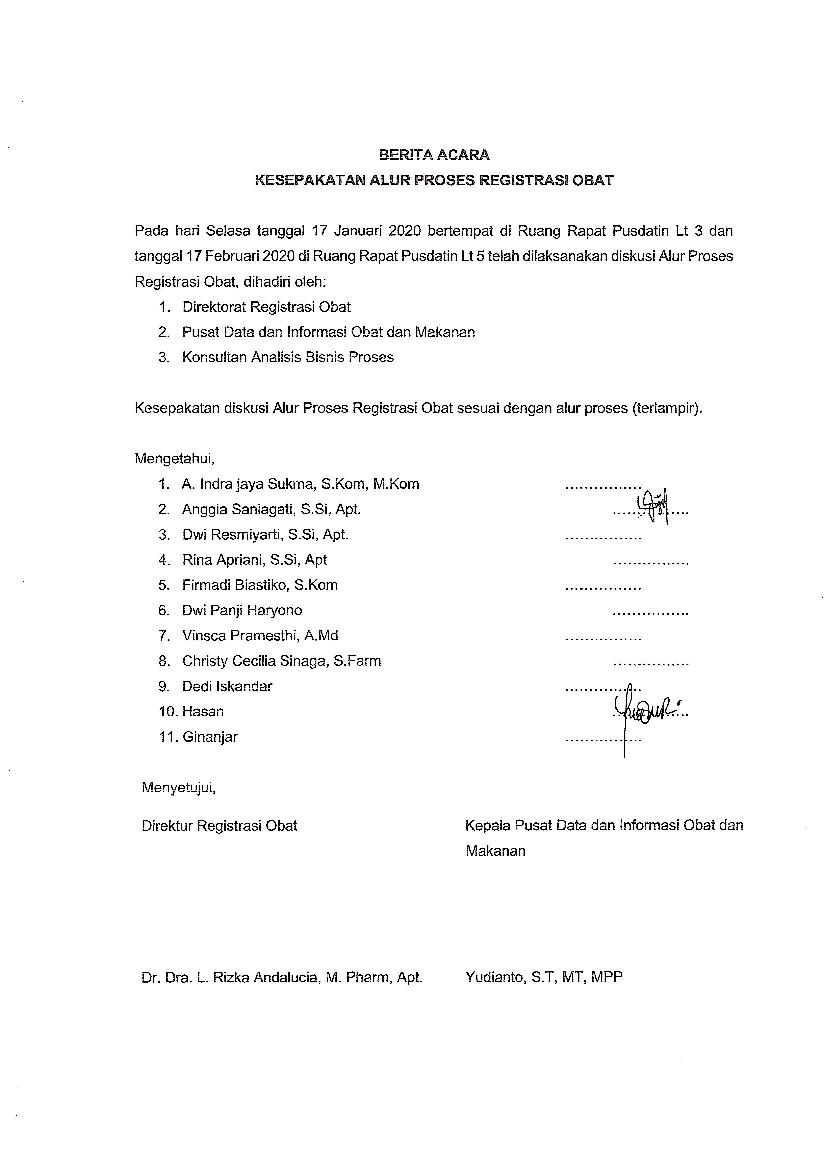 BERITA ACARA
KESEPAKATAN ALUR PROSES REGISTRASI OBAT
Pada hari Selasa tanggal 17 Januari 2020 bertempat di Ruang Rapat Pusdatin Lt 3 dan
tanggal 17 Februari 2020 di Ruang Rapat Pusdatin Lt 5 telah dilaksanakan diskusi Alur Proses
Registrasi Obat, dihadiri oleh:
1. Direktorat Registrasi Obat
2. Pusat Data dan Informasi Obat dan Makanan
3. Konsultan Analisis Bisnis Proses
Kesepakatan diskusi Alur Proses Registrasi Obat sesuai dengan alur proses (terlampir).
Mengetahui,
1. A. Indra jaya Sukma, S.Kom, M.Kom ................
2. Anggia Saniagati, S.Si, Apt. ................
3. Dwi Resmiyarti, S.Si, Apt. ................
4. Rina Apriani, S.Si, Apt ................
5. Firmadi Biastiko, S.Kom ................
6. Dwi Panji Haryono ................
7. Vinsca Pramesthi, A.Md ................
8. Christy Cecilia Sinaga, S.Farm ................
9. Dedi Iskandar ................
10. Hasan ................
11. Ginanjar ................
Menyetujui,
Direktur Registrasi Obat Kepala Pusat Data dan Informasi Obat dan
Makanan
Dr. Dra. L. Rizka Andalucia, M. Pharm, Apt. Yudianto, S.T, MT, MPP